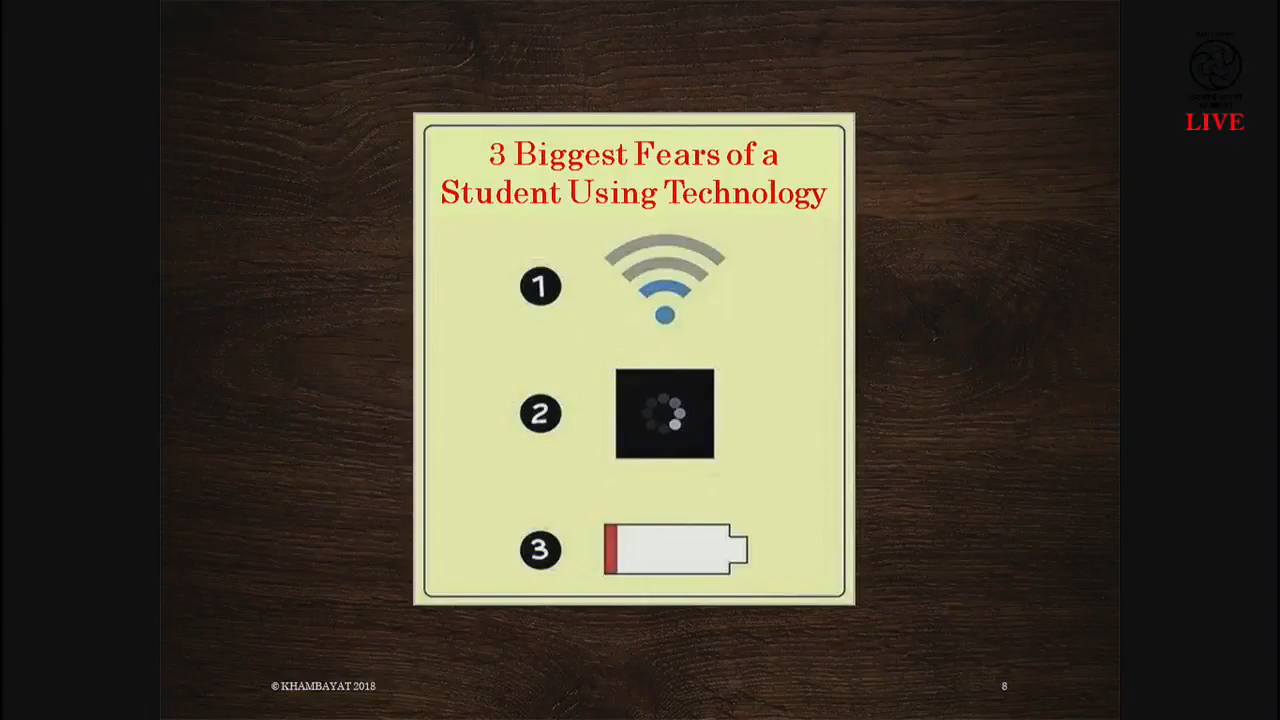 LIVE
3 Biggest Fears of a
Student Using Technology
1
2
3
© KHAMBAYAT 2018
8